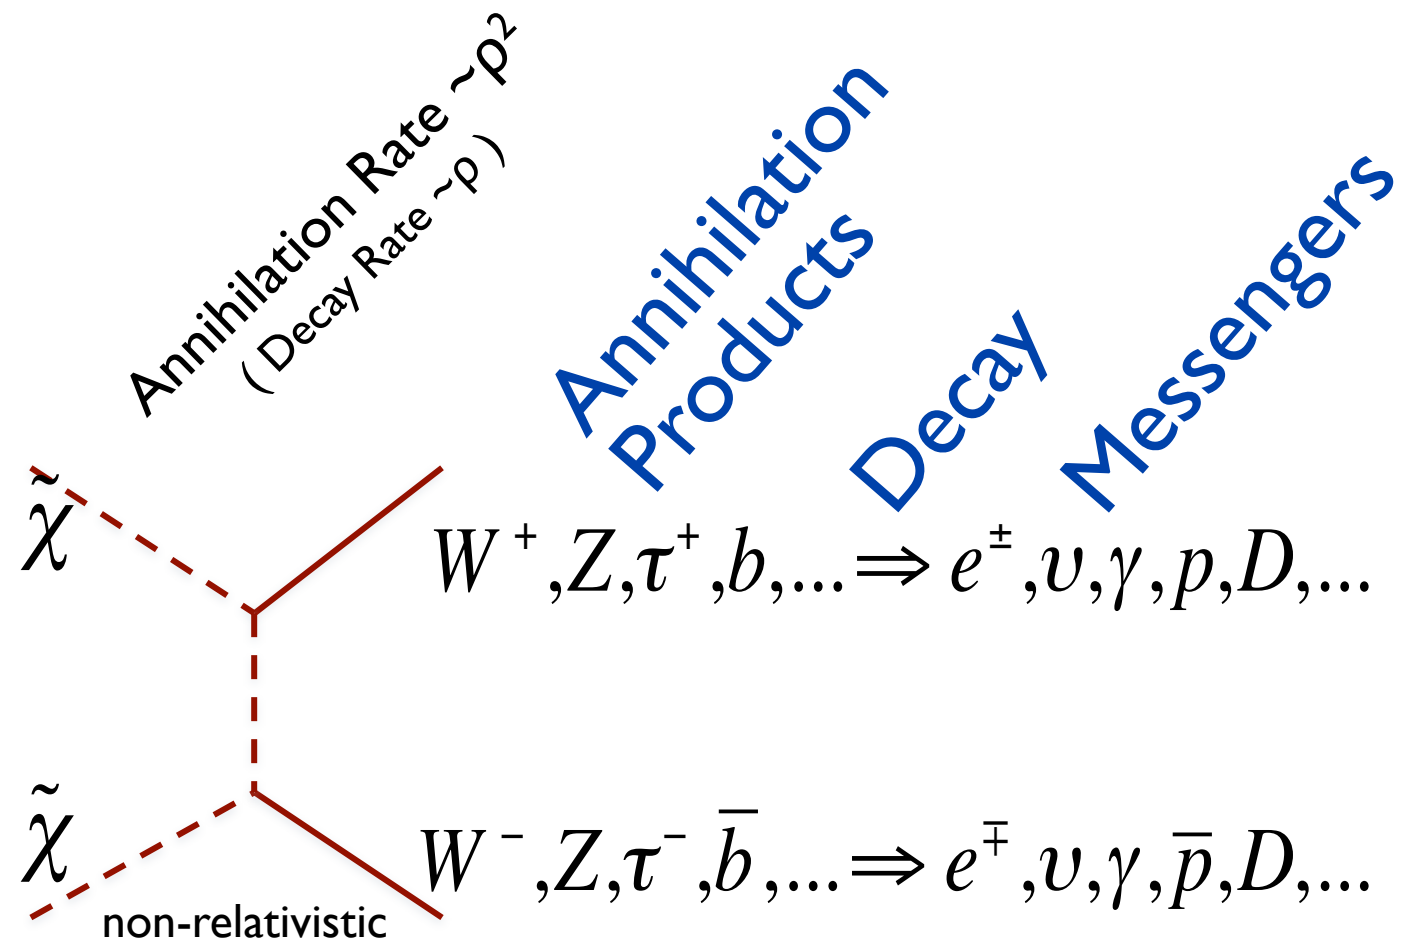 Annihilation Rate ~ρ²
( Decay Rate ~ρ )
Annihilation
Products
Decay
Messengers
χ̃
W⁺,Z,τ⁺,b,...⇒ e^±,υ,γ,p,D,...
χ̃
W⁻,Z,τ⁻,b̅,...⇒ e^∓,υ,γ,p̅,D,...
non-relativistic